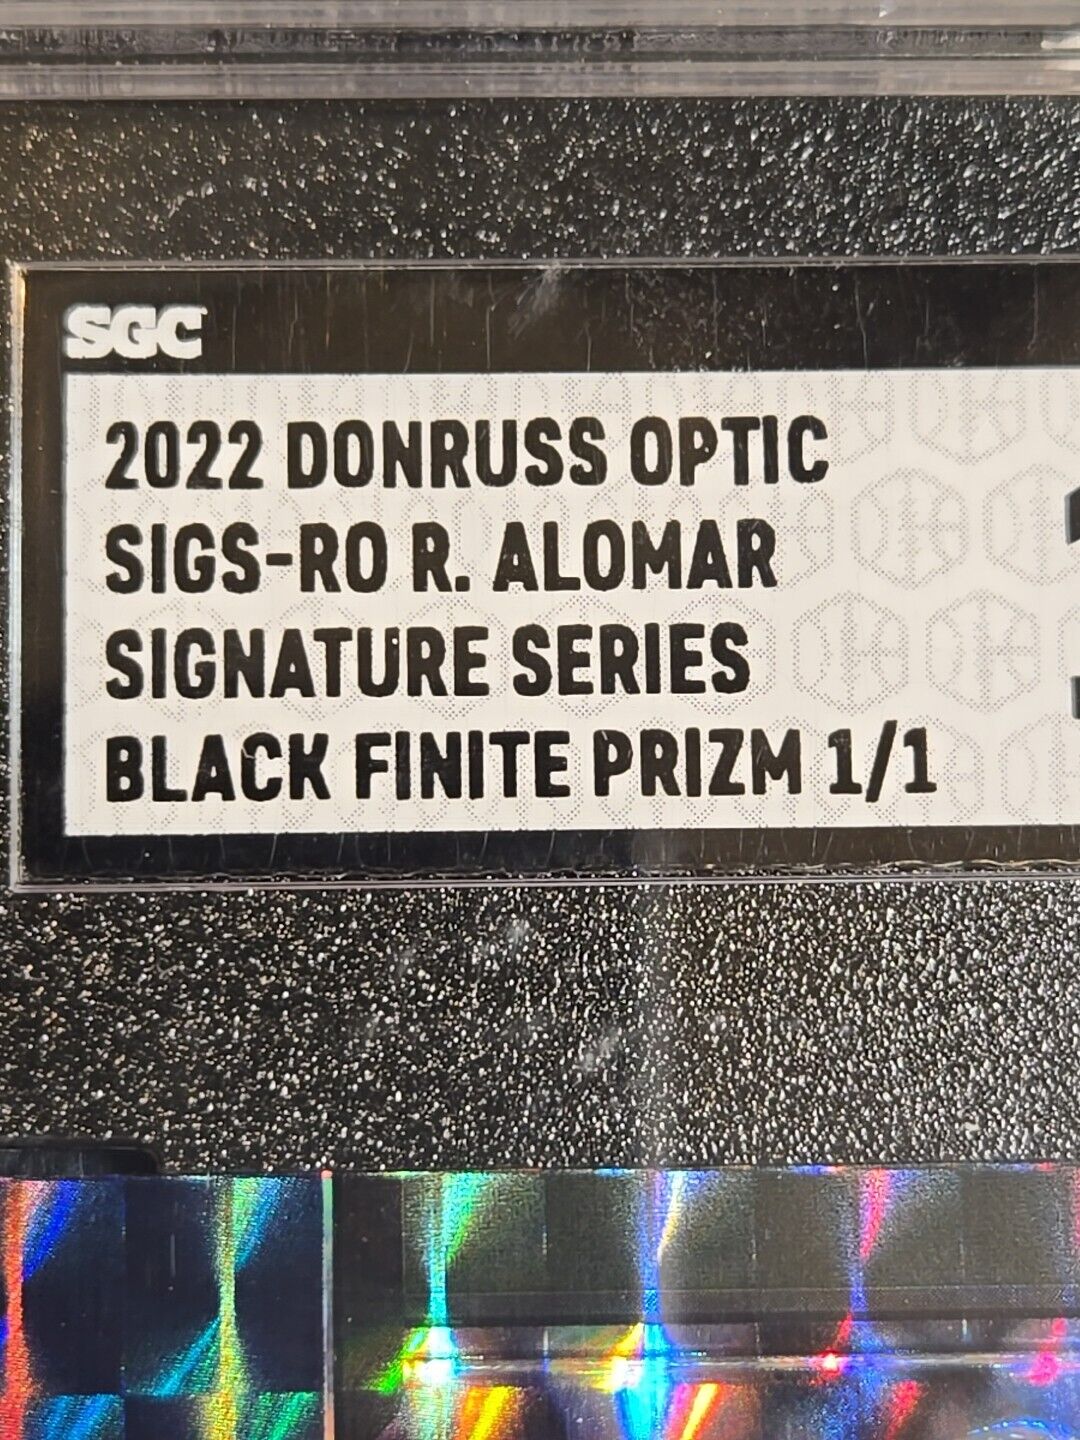 SGC
2022 DONRUSS OPTIC
SIGS-RO R. ALOMAR
SIGNATURE SERIES
BLACK FINITE PRIZM 1/1